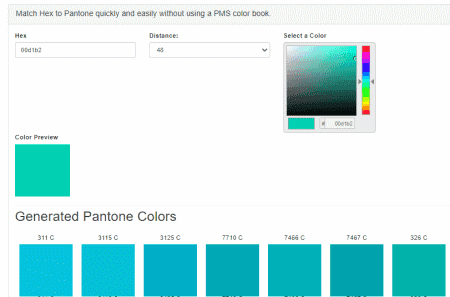 Match Hex to Pantone quickly and easily without using a PMS color book.
Hex
Distance:
Select a Color
00d1b2
48
# 00d1b2
Color Preview
Generated Pantone Colors
311 C
3115 C
3125 C
7710 C
7466 C
7467 C
326 C